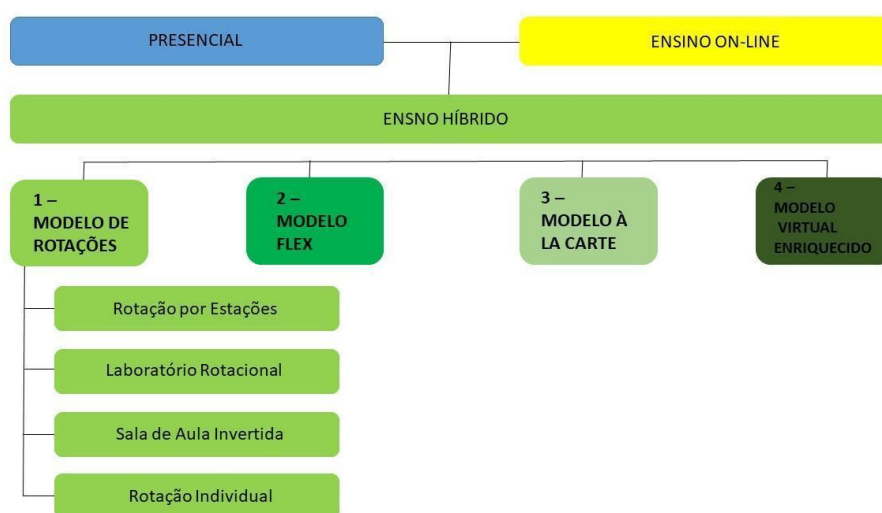 PRESENCIAL
ENSINO ON-LINE
ENSNO HÍBRIDO
1 –
MODELO DE
ROTAÇÕES
2 –
MODELO
FLEX
3 –
MODELO À
LA CARTE
4 –
MODELO
VIRTUAL
ENRIQUECIDO
Rotação por Estações
Laboratório Rotacional
Sala de Aula Invertida
Rotação Individual